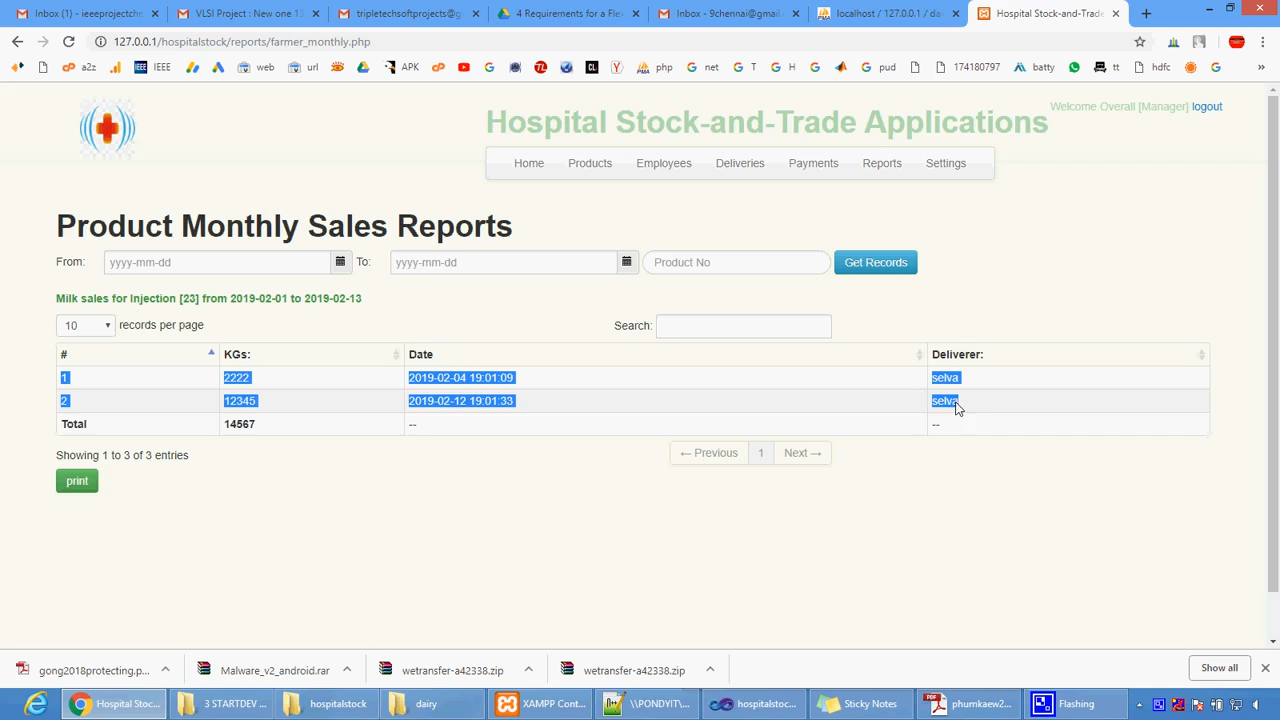 Inbox (1) - ieeeprojectche
VLSI Project : New one 13
tripletechsoftprojects@g
4 Requirements for a Fle
Inbox - 9chennai@gmail
localhost / 127.0.0.1 / da
Hospital Stock-and-Trade
127.0.0.1/hospitalstock/reports/farmer_monthly.php
a2z IEEE web url APK php net T H pud 174180797 batty tt hdfc »
Welcome Overall [Manager] logout
Hospital Stock-and-Trade Applications
Home Products Employees Deliveries Payments Reports Settings
Product Monthly Sales Reports
From: yyyy-mm-dd To: yyyy-mm-dd Product No Get Records
Milk sales for Injection [23] from 2019-02-01 to 2019-02-13
10 records per page Search:
# KGs: Date Deliverer:
1 2222 2019-02-04 19:01:09 selva
2 12345 2019-02-12 19:01:33 selva
Total 14567 -- --
Showing 1 to 3 of 3 entries
← Previous 1 Next →
print
gong2018protecting.p... Malware_v2_android.rar wetransfer-a42338.zip wetransfer-a42338.zip Show all
Hospital Stoc... 3 STARTDEV ... hospitalstock dairy XAMPP Cont... \\PONDYIT\... hospitalstoc... Sticky Notes phumkaew2... Flashing